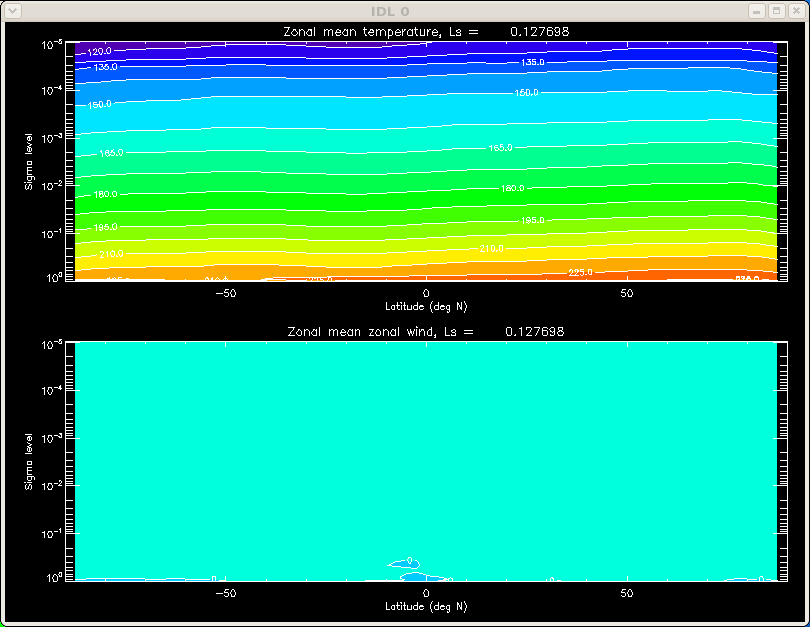 IDL 0
Zonal mean temperature, Ls = 0.127698
10⁻⁵
120.0
135.0 135.0
10⁻⁴
150.0 150.0
10⁻³
165.0 165.0
10⁻²
180.0 180.0
195.0 195.0
10⁻¹
210.0 210.0
225.0
10⁰
Sigma level
−50 0 50
Latitude (deg N)
Zonal mean zonal wind, Ls = 0.127698
10⁻⁵
10⁻⁴
10⁻³
10⁻²
10⁻¹
0
10⁰
0 0 0 0
Sigma level
−50 0 50
Latitude (deg N)